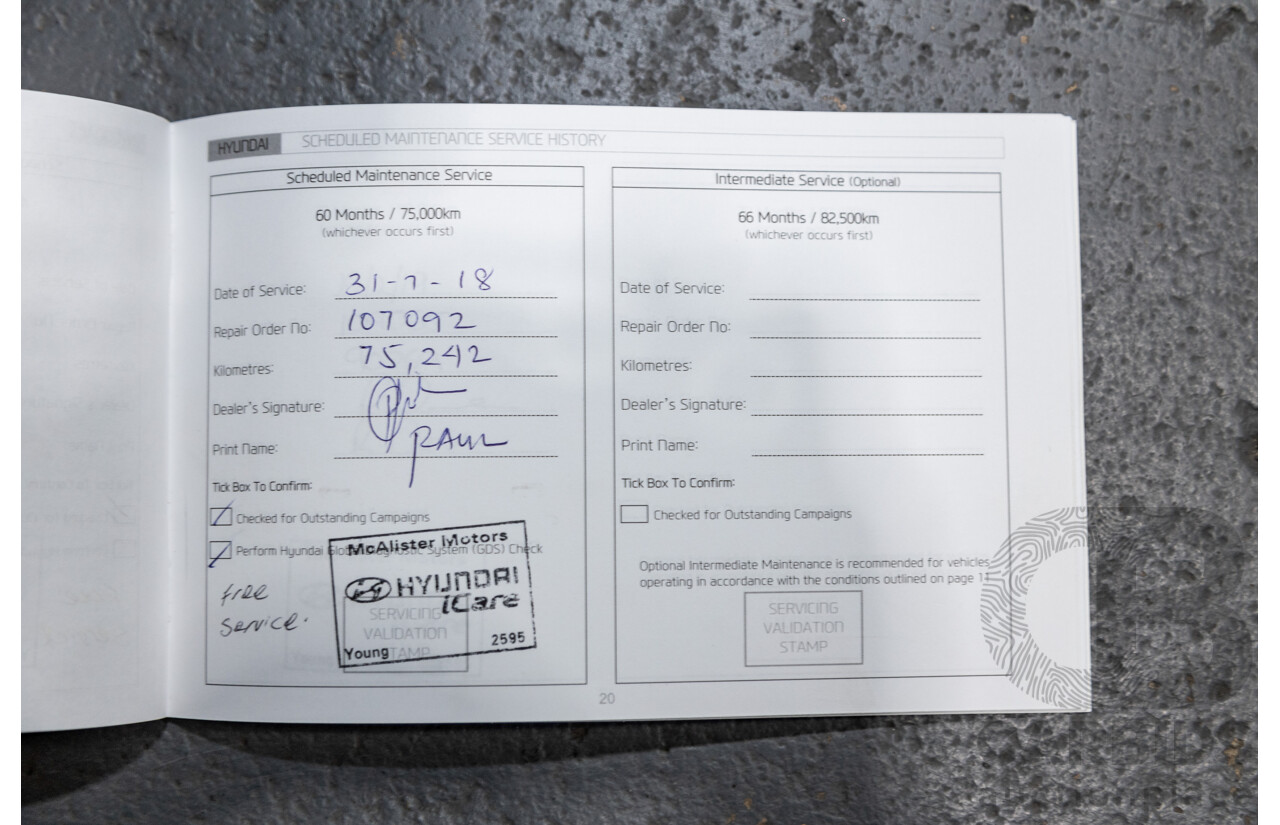 HYUNDAI SCHEDULED MAINTENANCE SERVICE HISTORY
Scheduled Maintenance Service
60 Months / 75,000km
(whichever occurs first)
Date of Service: 31-7-18
Repair Order No: 107092
Kilometres: 75,242
Dealer's Signature:
Print Name: PAUL
Tick Box To Confirm:
Checked for Outstanding Campaigns
Perform Hyundai Global Diagnostic System (GDS) Check
free
service.
McAlister Motors
HYUNDAI
iCare
Young 2595
SERVICING
VALIDATION
STAMP
Intermediate Service (Optional)
66 Months / 82,500km
(whichever occurs first)
Date of Service:
Repair Order No:
Kilometres:
Dealer's Signature:
Print Name:
Tick Box To Confirm:
Checked for Outstanding Campaigns
Optional Intermediate Maintenance is recommended for vehicles
operating in accordance with the conditions outlined on page 11
SERVICING
VALIDATION
STAMP
20